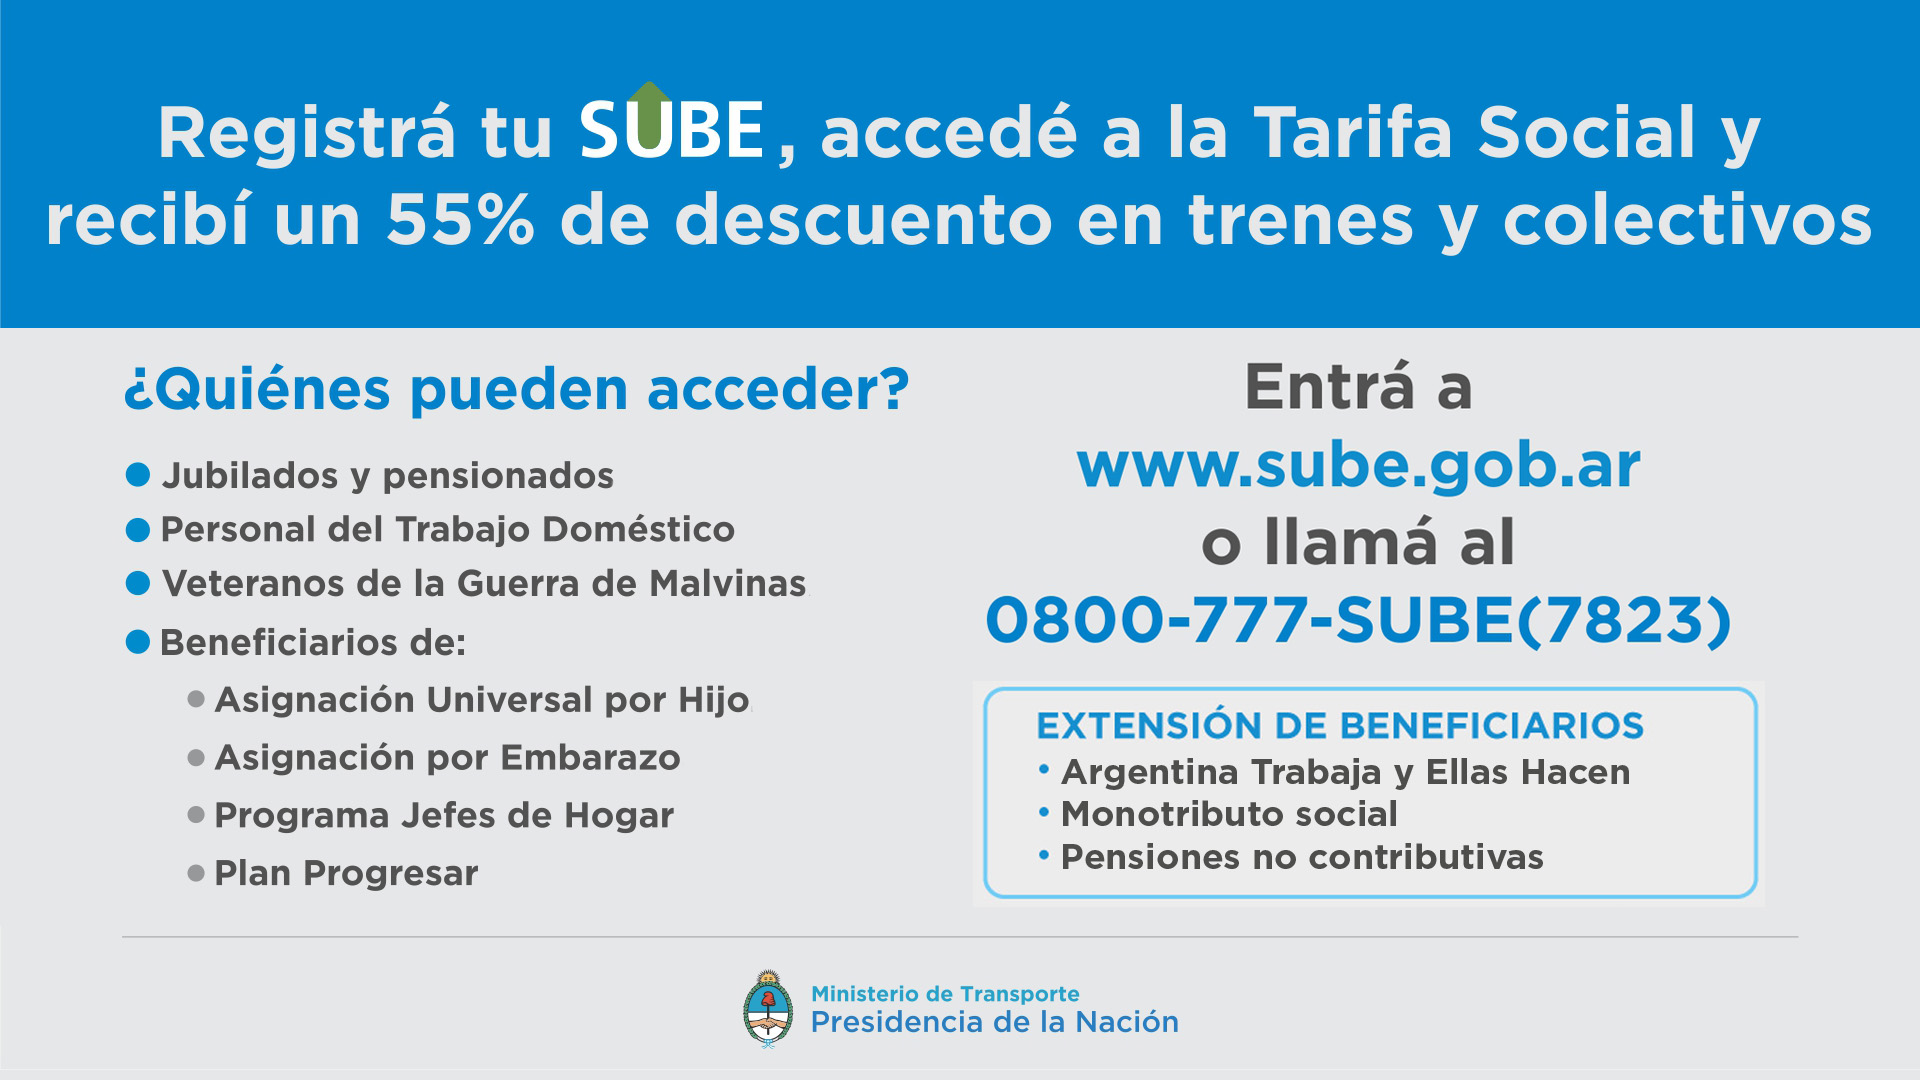 Registrá tu SUBE, accedé a la Tarifa Social y
recibí un 55% de descuento en trenes y colectivos
¿Quiénes pueden acceder?
● Jubilados y pensionados
● Personal del Trabajo Doméstico
● Veteranos de la Guerra de Malvinas
● Beneficiarios de:
● Asignación Universal por Hijo
● Asignación por Embarazo
● Programa Jefes de Hogar
● Plan Progresar
Entrá a
www.sube.gob.ar
o llamá al
0800-777-SUBE(7823)
EXTENSIÓN DE BENEFICIARIOS
• Argentina Trabaja y Ellas Hacen
• Monotributo social
• Pensiones no contributivas
Ministerio de Transporte
Presidencia de la Nación